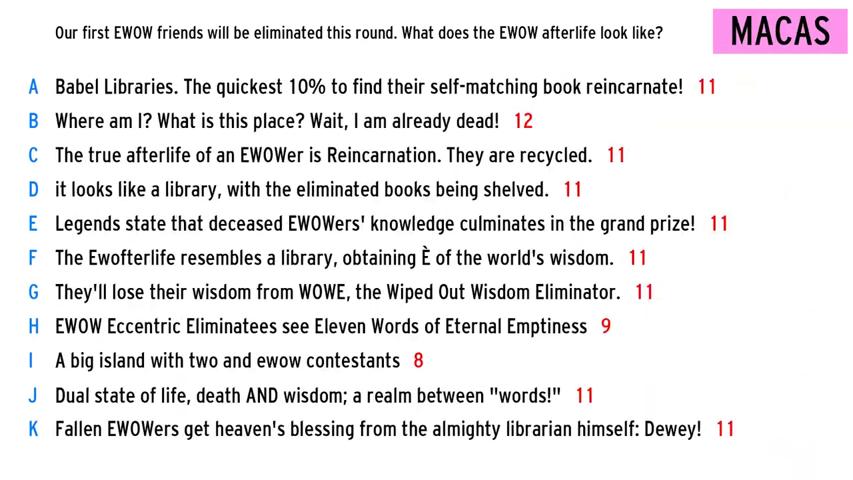 Our first EWOW friends will be eliminated this round. What does the EWOW afterlife look like?
MACAS
A Babel Libraries. The quickest 10% to find their self-matching book reincarnate! 11
B Where am I? What is this place? Wait, I am already dead! 12
C The true afterlife of an EWOWer is Reincarnation. They are recycled. 11
D it looks like a library, with the eliminated books being shelved. 11
E Legends state that deceased EWOWers' knowledge culminates in the grand prize! 11
F The Ewofterlife resembles a library, obtaining È of the world's wisdom. 11
G They'll lose their wisdom from WOWE, the Wiped Out Wisdom Eliminator. 11
H EWOW Eccentric Eliminatees see Eleven Words of Eternal Emptiness 9
I A big island with two and ewow contestants 8
J Dual state of life, death AND wisdom; a realm between "words!" 11
K Fallen EWOWers get heaven's blessing from the almighty librarian himself: Dewey! 11